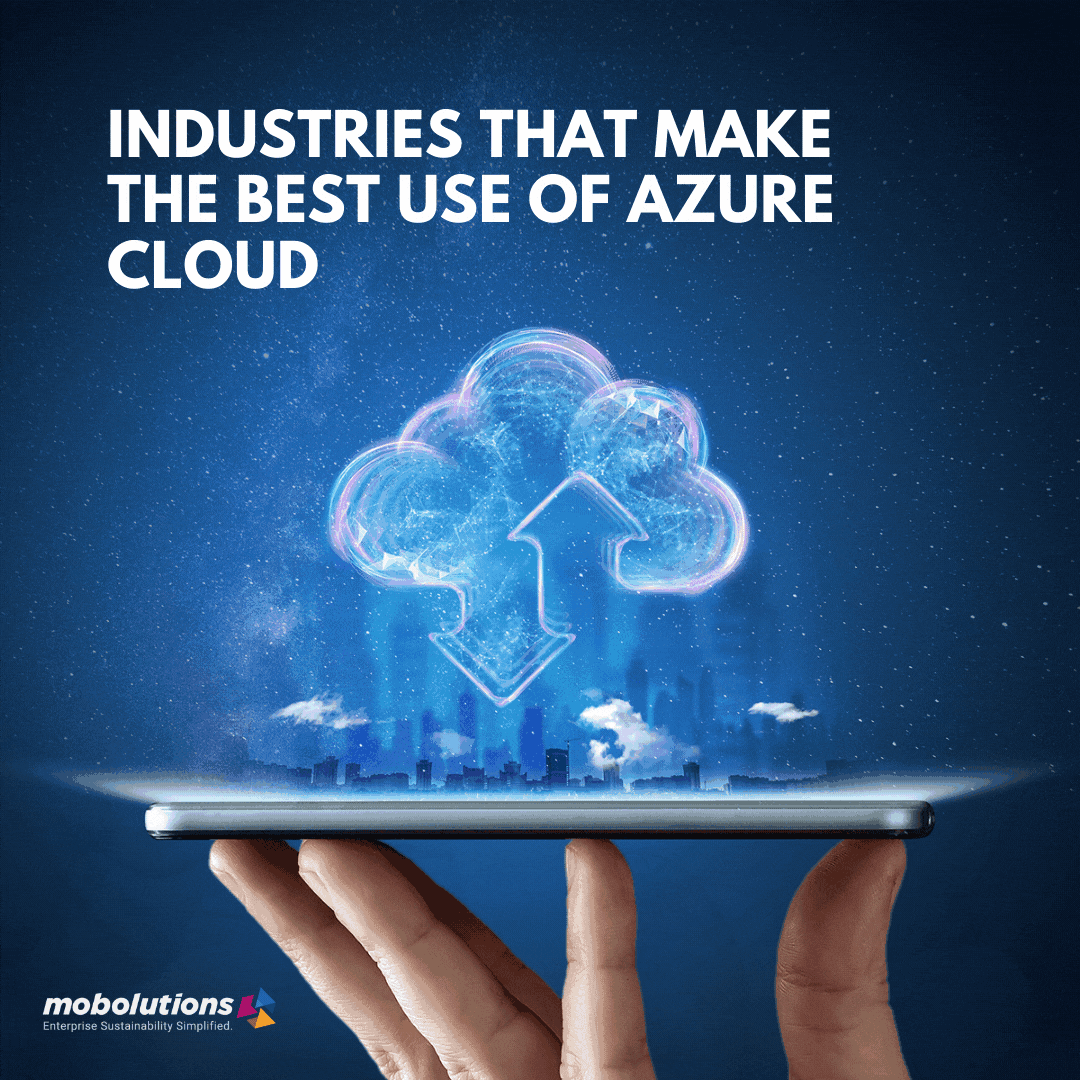 INDUSTRIES THAT MAKE
THE BEST USE OF AZURE
CLOUD
mobolutions
Enterprise Sustainability Simplified.